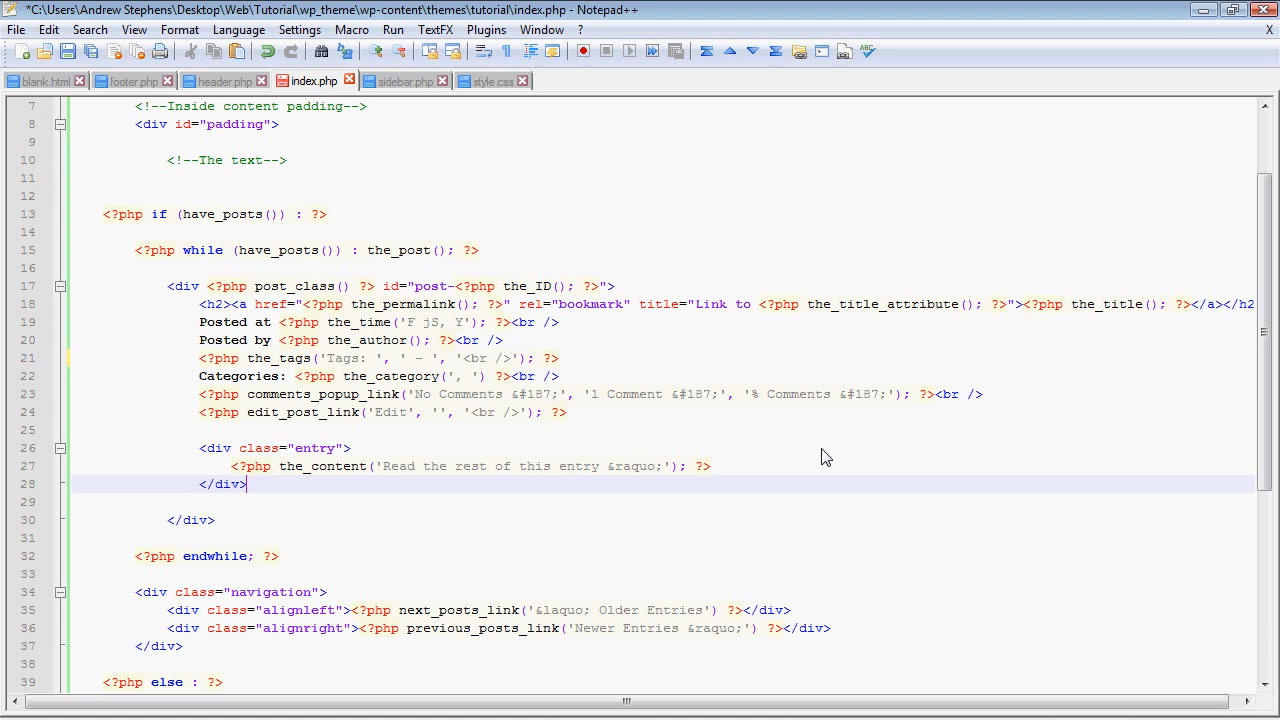 *C:\Users\Andrew Stephens\Desktop\Web\Tutorial\wp_theme\wp-content\themes\tutorial\index.php - Notepad++
File Edit Search View Format Language Settings Macro Run TextFX Plugins Window ? X
blank.html footer.php header.php index.php sidebar.php style.css
7 <!--Inside content padding-->
8 <div id="padding">
9
10 <!--The text-->
11
12
13 <?php if (have_posts()) : ?>
14
15 <?php while (have_posts()) : the_post(); ?>
16
17 <div <?php post_class() ?> id="post-<?php the_ID(); ?>">
18 <h2><a href="<?php the_permalink(); ?>" rel="bookmark" title="Link to <?php the_title_attribute(); ?>"><?php the_title(); ?></a></h2
19 Posted at <?php the_time('F jS, Y'); ?><br />
20 Posted by <?php the_author(); ?><br />
21 <?php the_tags('Tags: ', ' - ', '<br />'); ?>
22 Categories: <?php the_category(', ') ?><br />
23 <?php comments_popup_link('No Comments &#187;', '1 Comment &#187;', '% Comments &#187;'); ?><br />
24 <?php edit_post_link('Edit', '', '<br />'); ?>
25
26 <div class="entry">
27 <?php the_content('Read the rest of this entry &raquo;'); ?>
28 </div>
29
30 </div>
31
32 <?php endwhile; ?>
33
34 <div class="navigation">
35 <div class="alignleft"><?php next_posts_link('&laquo; Older Entries') ?></div>
36 <div class="alignright"><?php previous_posts_link('Newer Entries &raquo;') ?></div>
37 </div>
38
39 <?php else : ?>